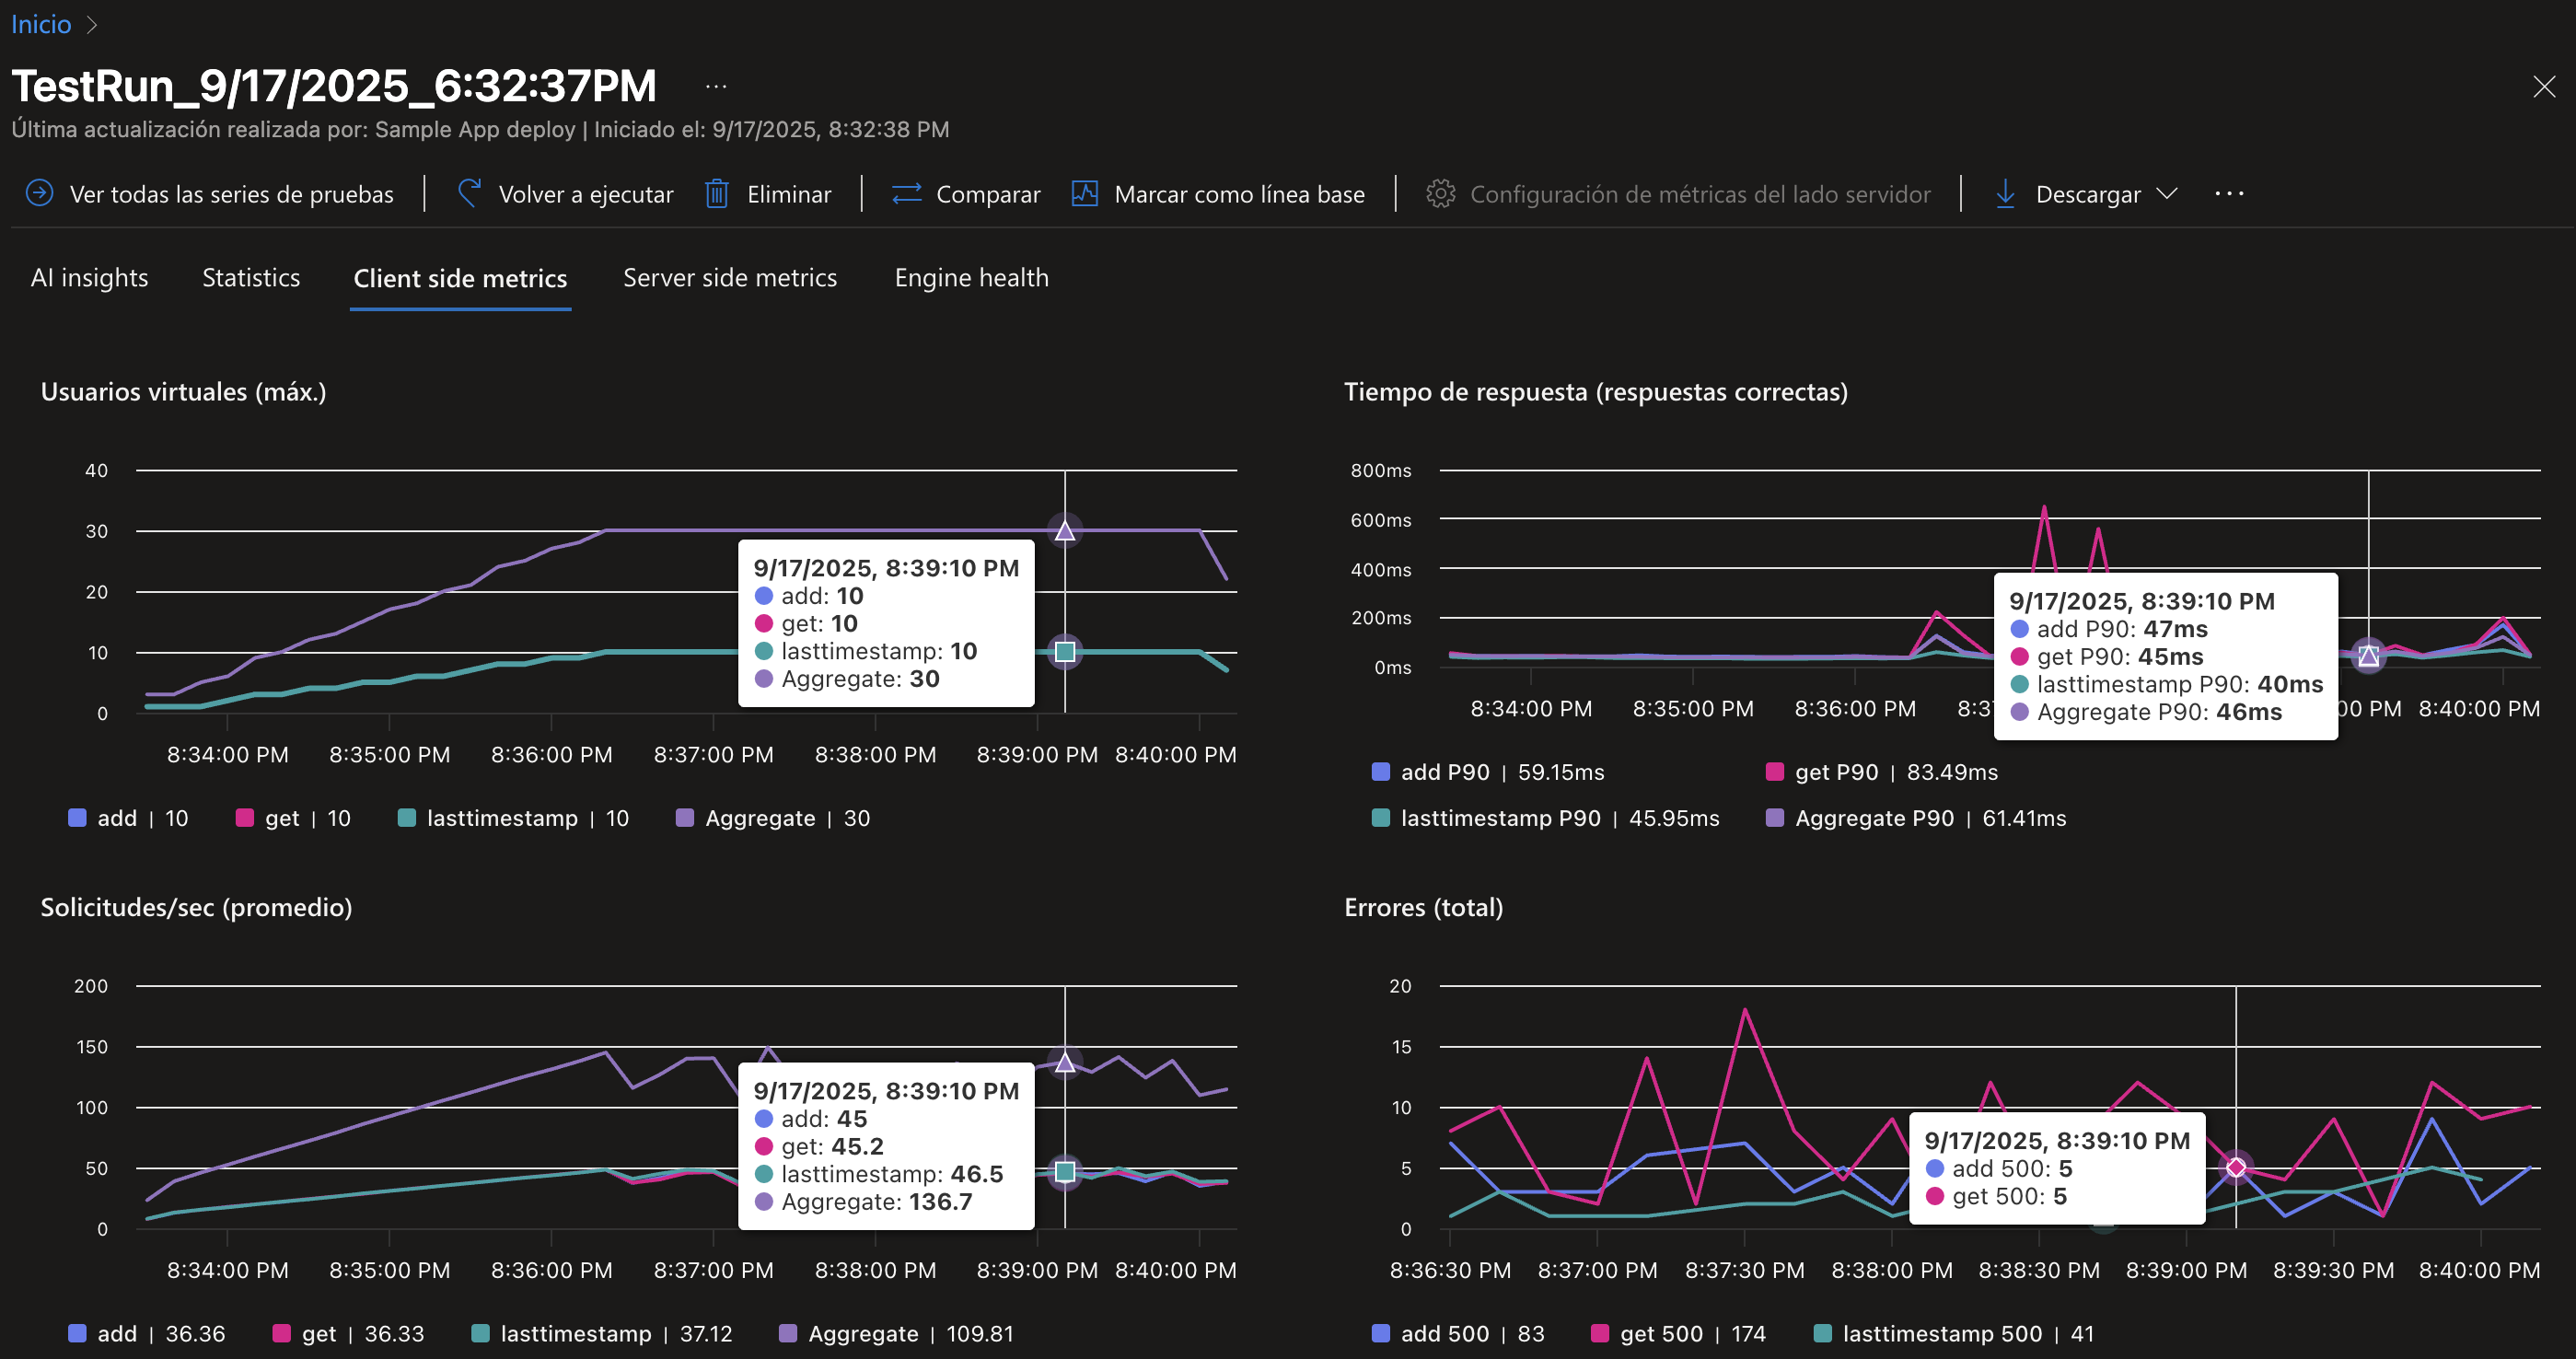 Inicio
TestRun_9/17/2025_6:32:37PM ...
Última actualización realizada por: Sample App deploy | Iniciado el: 9/17/2025, 8:32:38 PM
Ver todas las series de pruebas | Volver a ejecutar Eliminar | Comparar Marcar como línea base | Configuración de métricas del lado servidor | Descargar ...
AI insights Statistics Client side metrics Server side metrics Engine health
Usuarios virtuales (máx.)
40
30
20
10
0
9/17/2025, 8:39:10 PM
add: 10
get: 10
lasttimestamp: 10
Aggregate: 30
8:34:00 PM 8:35:00 PM 8:36:00 PM 8:37:00 PM 8:38:00 PM 8:39:00 PM 8:40:00 PM
add | 10 get | 10 lasttimestamp | 10 Aggregate | 30
Tiempo de respuesta (respuestas correctas)
800ms
600ms
400ms
200ms
0ms
9/17/2025, 8:39:10 PM
add P90: 47ms
get P90: 45ms
lasttimestamp P90: 40ms
Aggregate P90: 46ms
8:34:00 PM 8:35:00 PM 8:36:00 PM 8:3 00 PM 8:40:00 PM
add P90 | 59.15ms get P90 | 83.49ms
lasttimestamp P90 | 45.95ms Aggregate P90 | 61.41ms
Solicitudes/sec (promedio)
200
150
100
50
0
9/17/2025, 8:39:10 PM
add: 45
get: 45.2
lasttimestamp: 46.5
Aggregate: 136.7
8:34:00 PM 8:35:00 PM 8:36:00 PM 8:37:00 PM 8:38:00 PM 8:39:00 PM 8:40:00 PM
add | 36.36 get | 36.33 lasttimestamp | 37.12 Aggregate | 109.81
Errores (total)
20
15
10
5
0
9/17/2025, 8:39:10 PM
add 500: 5
get 500: 5
8:36:30 PM 8:37:00 PM 8:37:30 PM 8:38:00 PM 8:38:30 PM 8:39:00 PM 8:39:30 PM 8:40:00 PM
add 500 | 83 get 500 | 174 lasttimestamp 500 | 41